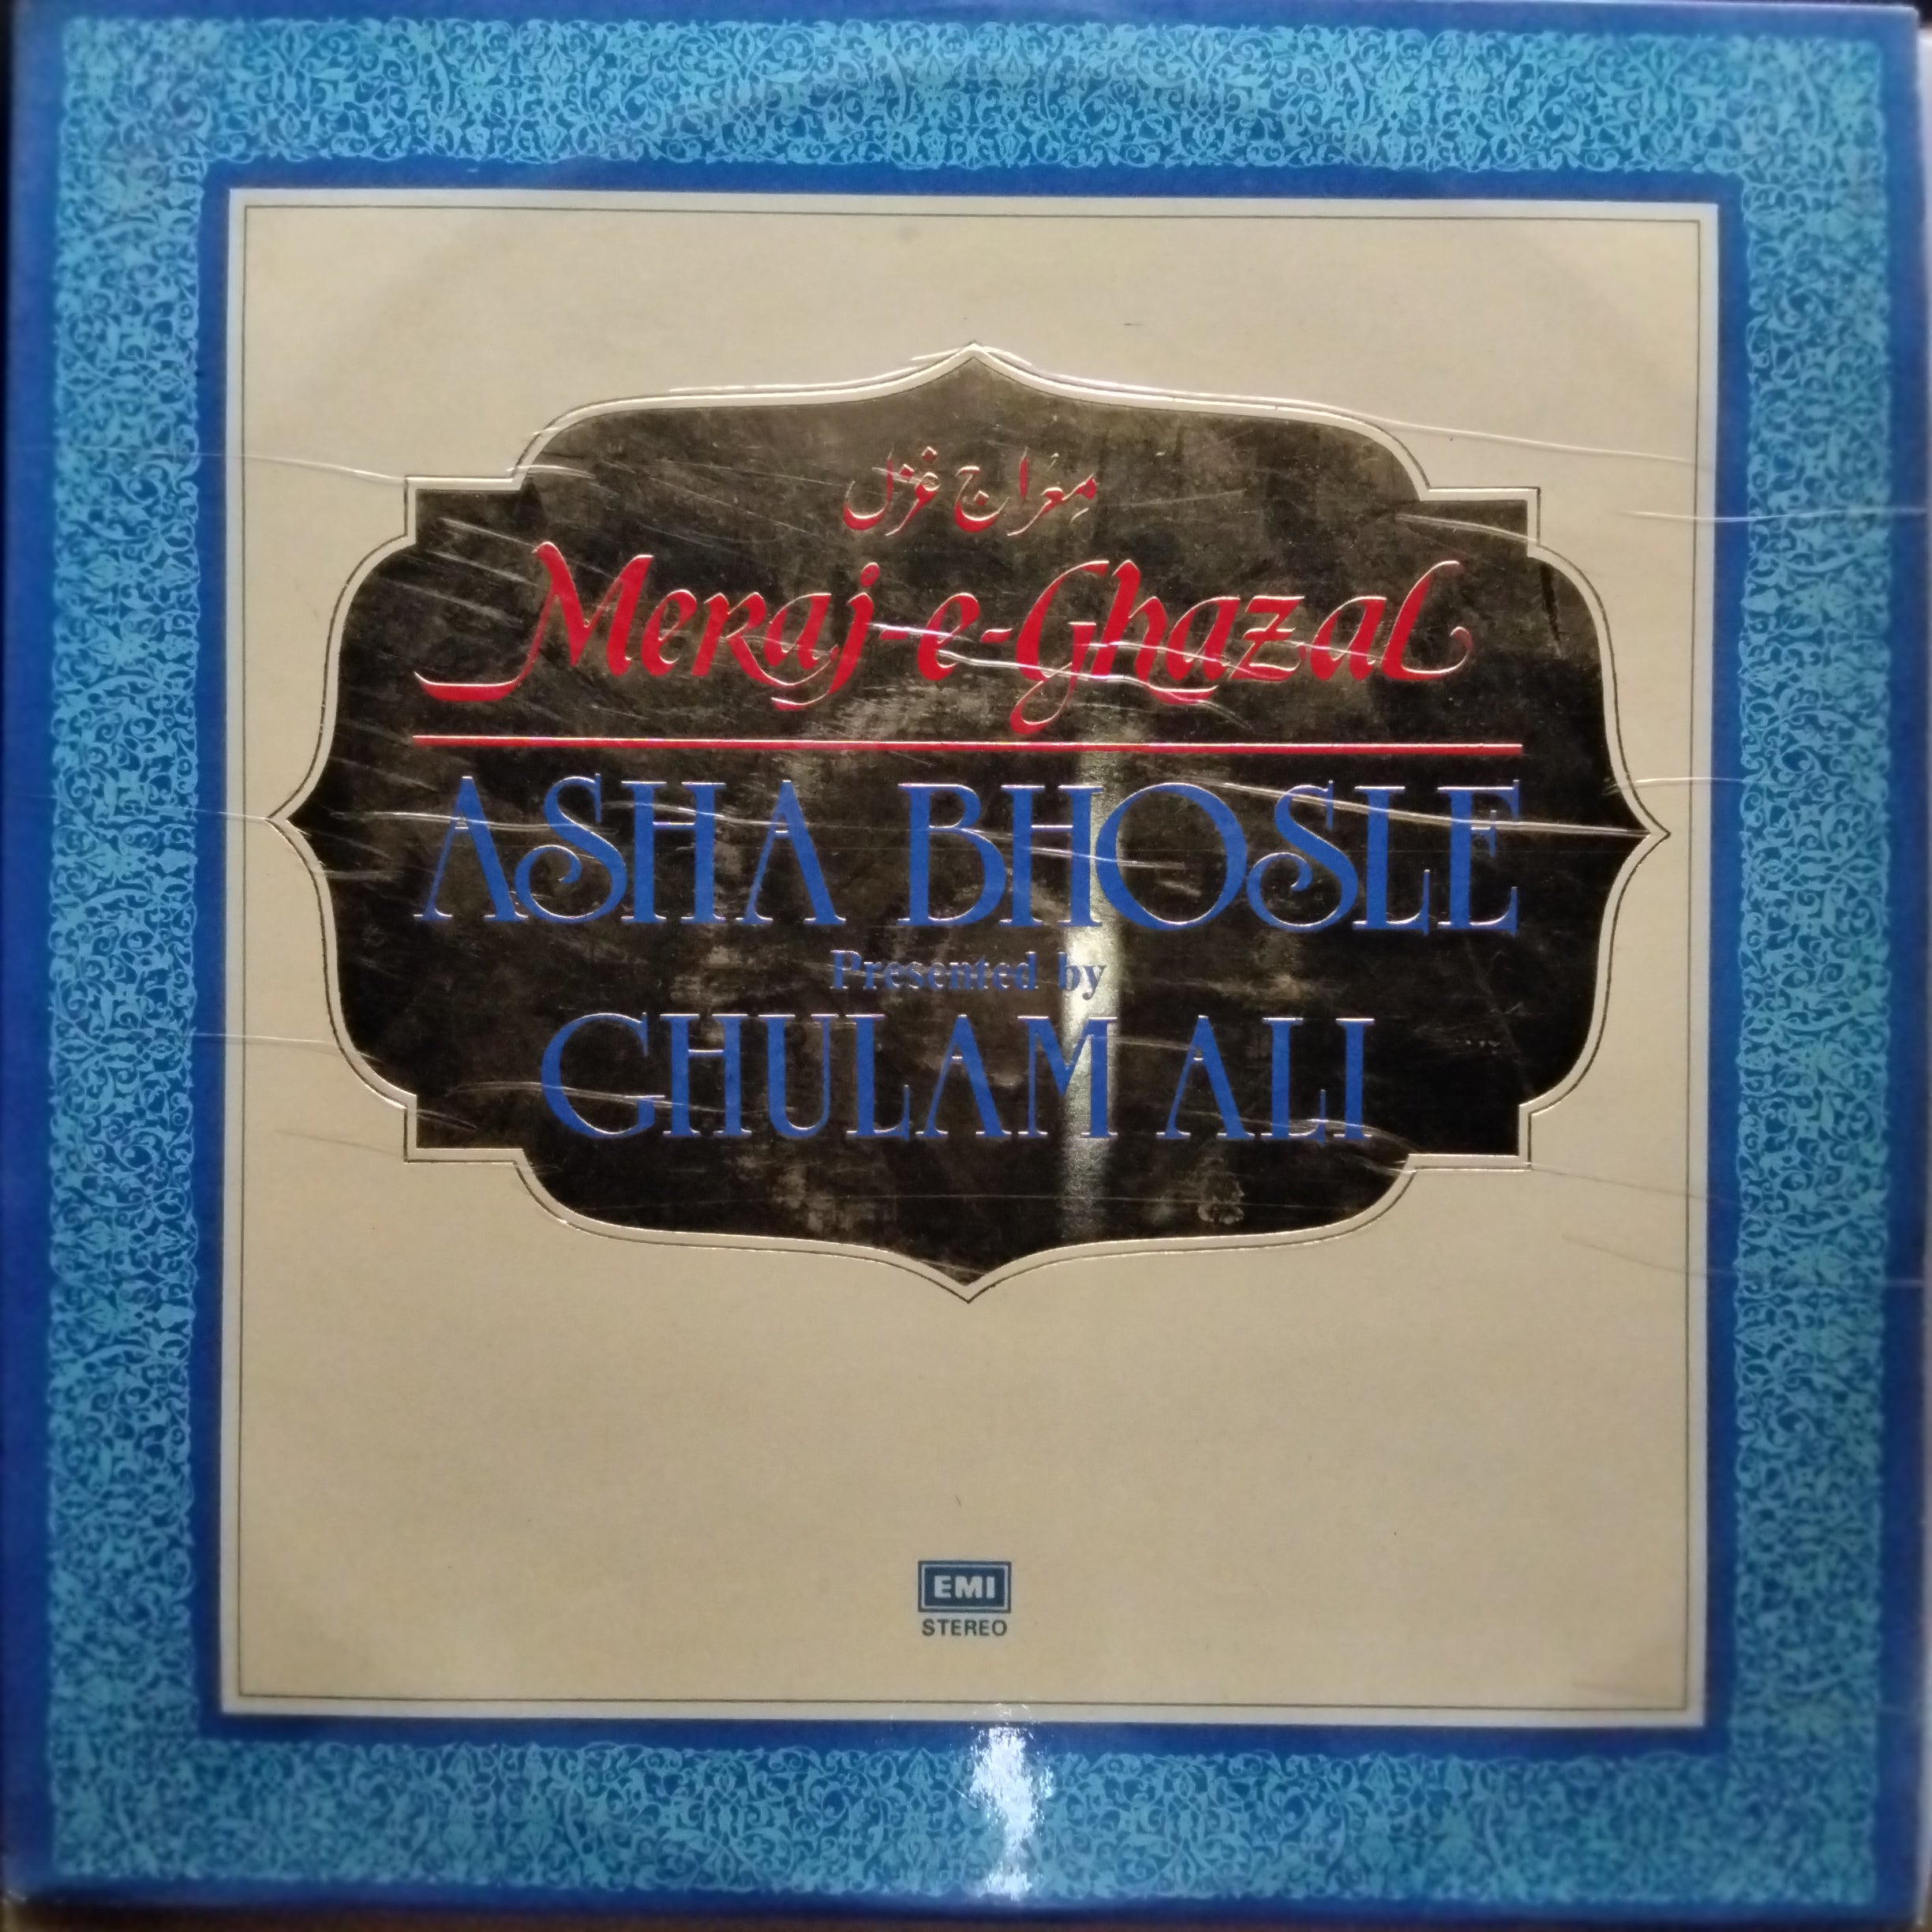 معراج غزل
Meraj-e-Ghazal
ASHA BHOSLE
Presented by
GHULAM ALI
EMI
STEREO